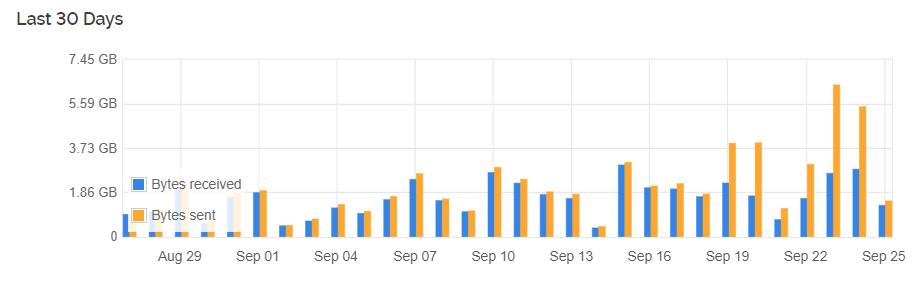 Last 30 Days
7.45 GB
5.59 GB
3.73 GB
1.86 GB
0
Bytes received
Bytes sent
Aug 29 Sep 01 Sep 04 Sep 07 Sep 10 Sep 13 Sep 16 Sep 19 Sep 22 Sep 25